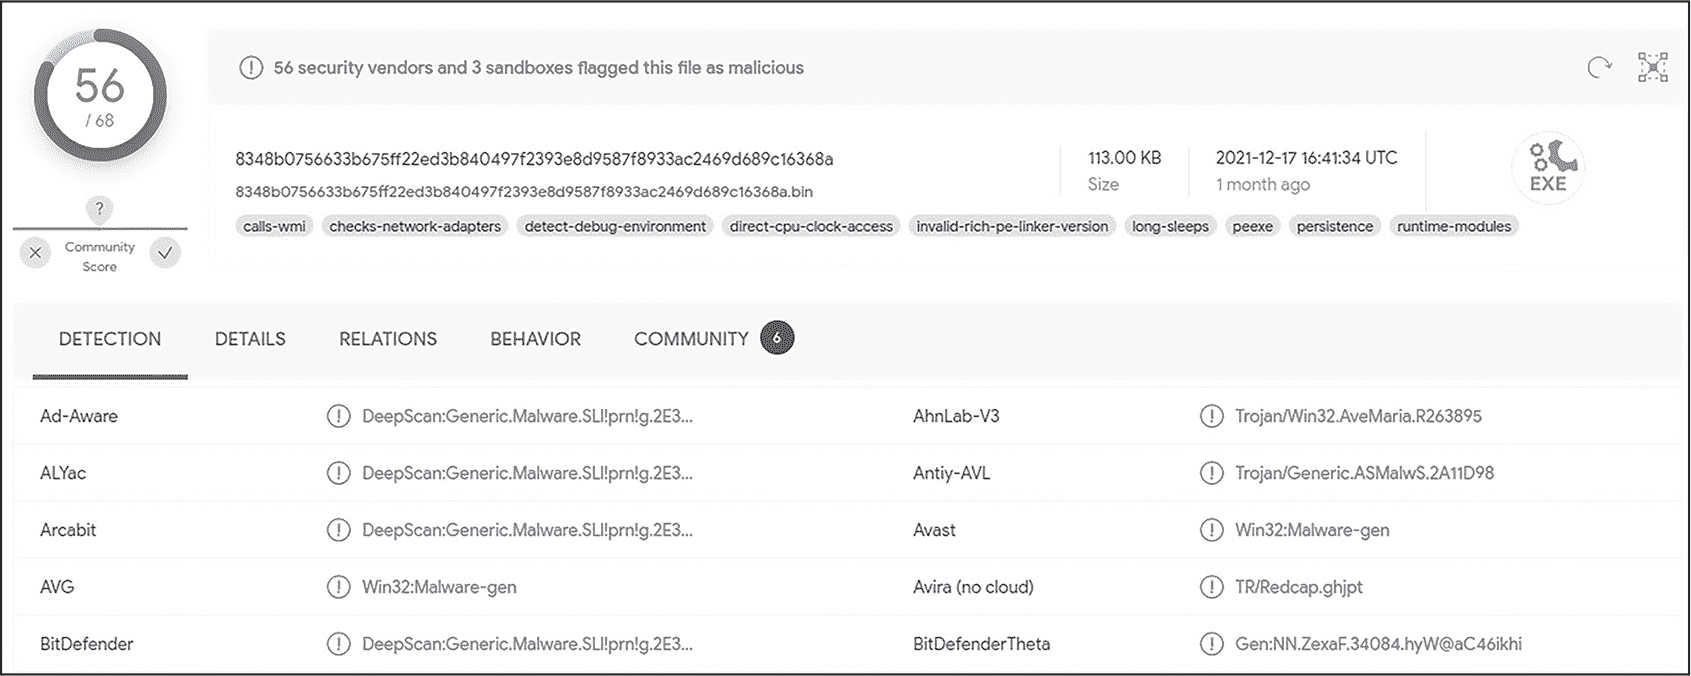 56
/ 68
?
Community
Score
56 security vendors and 3 sandboxes flagged this file as malicious
8348b0756633b675ff22ed3b840497f2393e8d9587f8933ac2469d689c16368a
8348b0756633b675ff22ed3b840497f2393e8d9587f8933ac2469d689c16368a.bin
113.00 KB
Size
2021-12-17 16:41:34 UTC
1 month ago
EXE
calls-wmi checks-network-adapters detect-debug-environment direct-cpu-clock-access invalid-rich-pe-linker-version long-sleeps peexe persistence runtime-modules
DETECTION DETAILS RELATIONS BEHAVIOR COMMUNITY 6
Ad-Aware DeepScan:Generic.Malware.SLI!prn!g.2E3... AhnLab-V3 Trojan/Win32.AveMaria.R263895
ALYac DeepScan:Generic.Malware.SLI!prn!g.2E3... Antiy-AVL Trojan/Generic.ASMalwS.2A11D98
Arcabit DeepScan:Generic.Malware.SLI!prn!g.2E3... Avast Win32:Malware-gen
AVG Win32:Malware-gen Avira (no cloud) TR/Redcap.ghjpt
BitDefender DeepScan:Generic.Malware.SLI!prn!g.2E3... BitDefenderTheta Gen:NN.ZexaF.34084.hyW@aC46ikhi